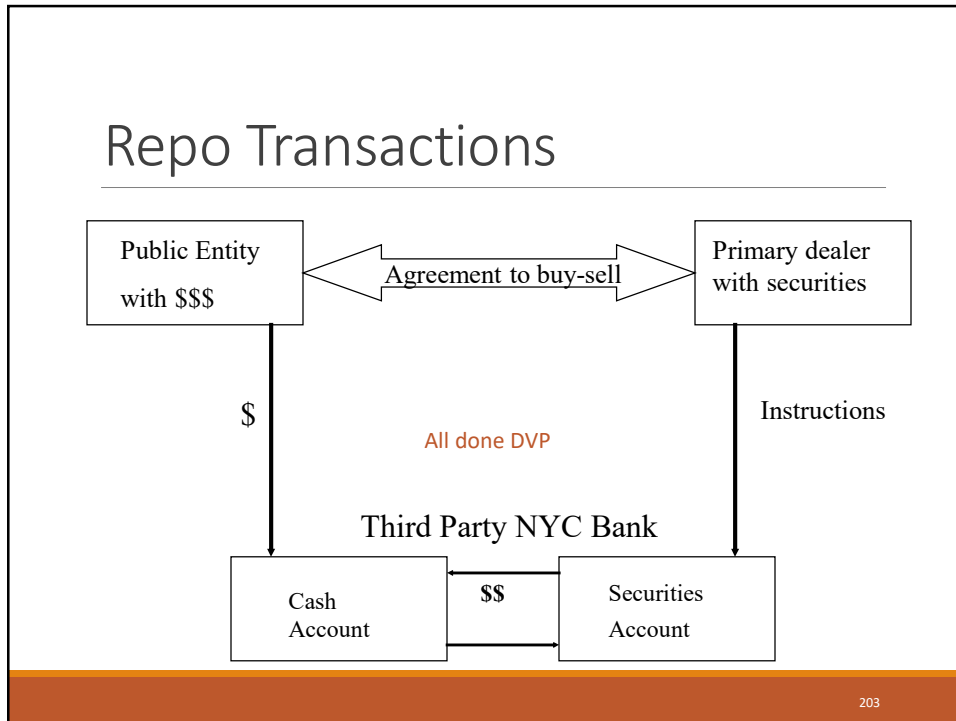 Repo Transactions
Public Entity
with $$$
Agreement to buy-sell
Primary dealer
with securities
$
Instructions
All done DVP
Third Party NYC Bank
Cash
Account
$$
Securities
Account
203